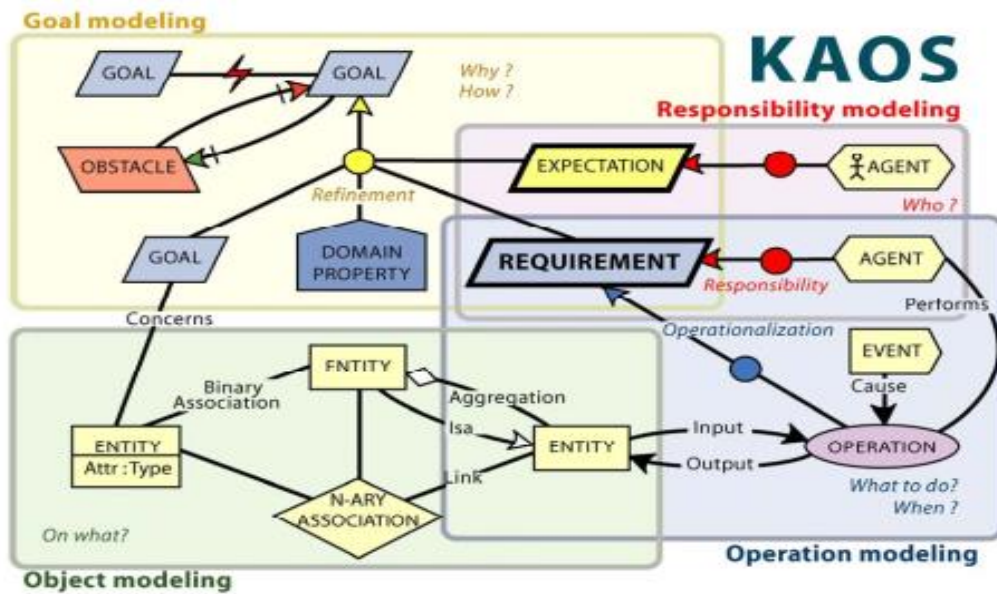 Goal modeling
KAOS
GOAL
GOAL
Why ?
How ?
Responsibility modeling
OBSTACLE
EXPECTATION
AGENT
Refinement
Who ?
GOAL
DOMAIN
PROPERTY
REQUIREMENT
AGENT
Responsibility
Concerns
Performs
Operationalization
EVENT
Binary
Association
ENTITY
Cause
Aggregation
ENTITY
Attr : Type
Isa
ENTITY
Input
OPERATION
Output
Link
N-ARY
ASSOCIATION
What to do?
When ?
On what?
Operation modeling
Object modeling